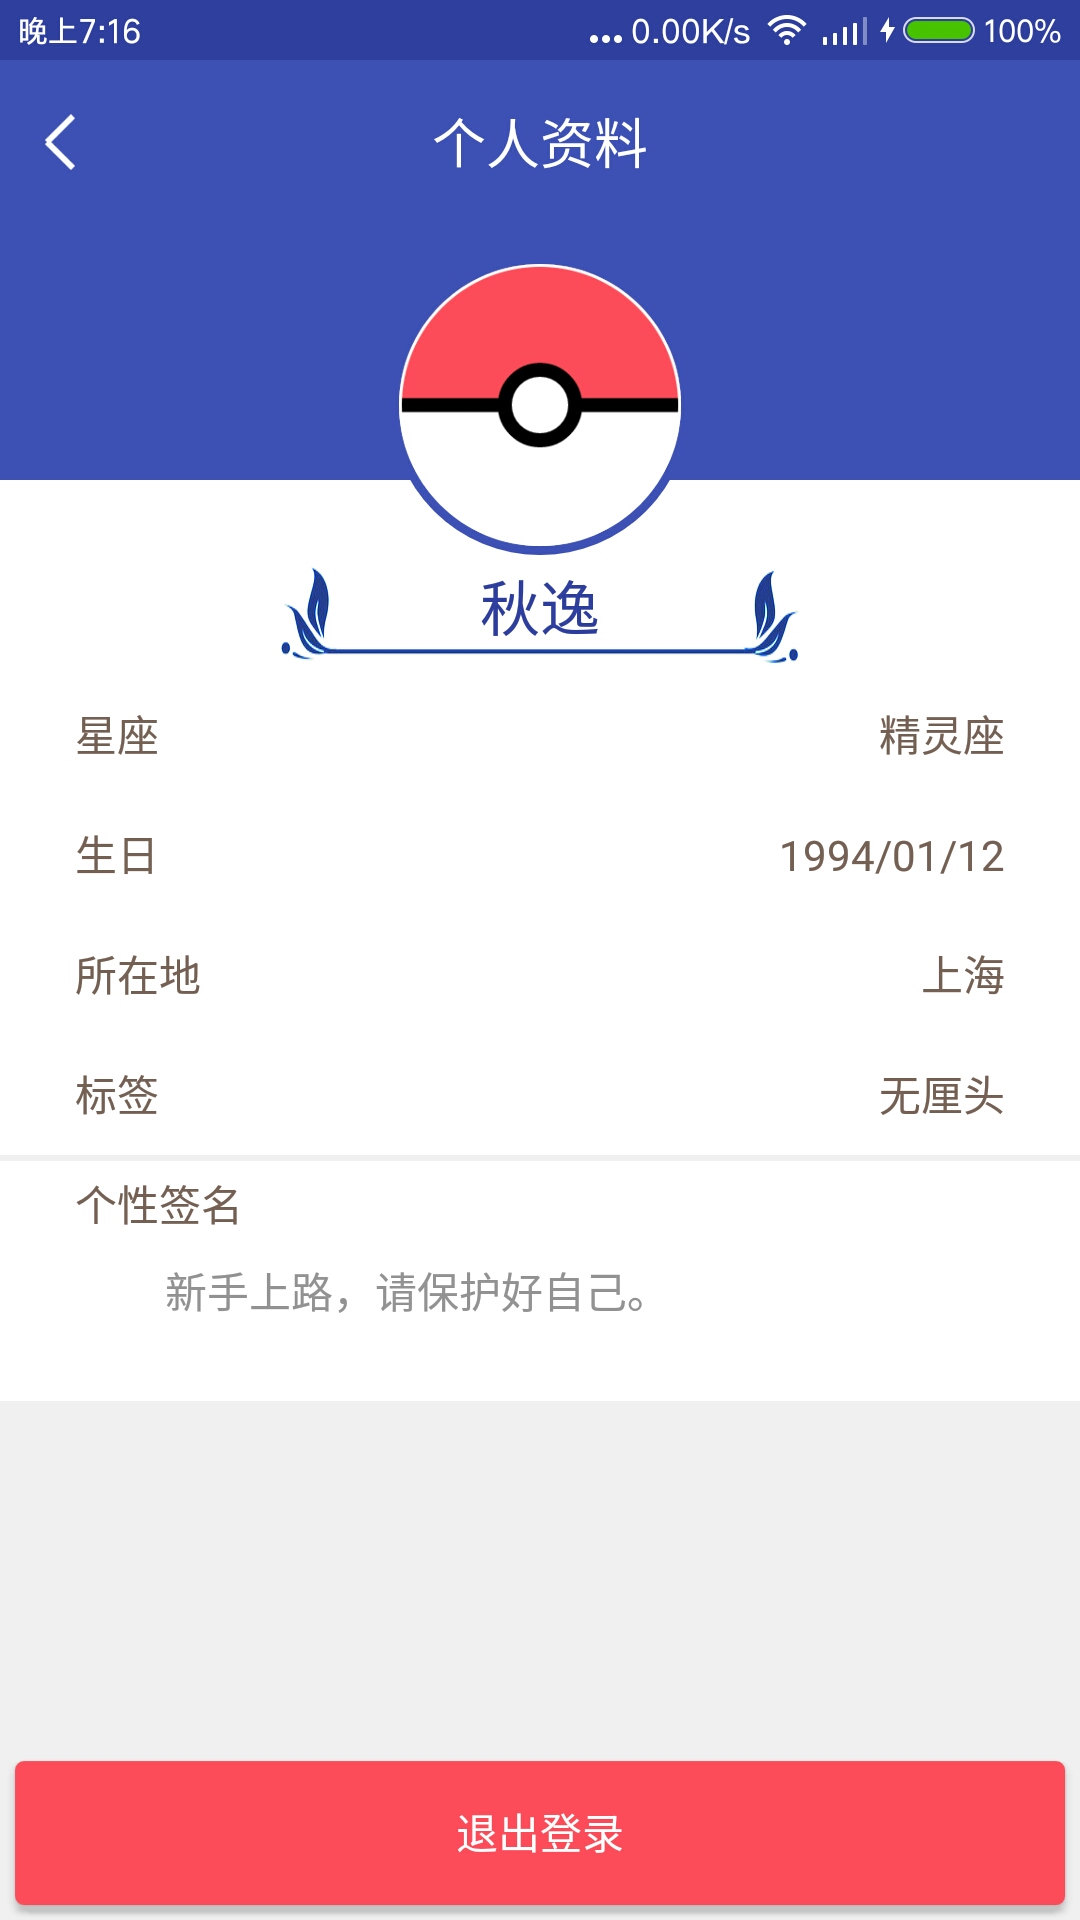 晚上7:16 ... 0.00K/s 100%
个人资料
秋逸
星座 精灵座
生日 1994/01/12
所在地 上海
标签 无厘头
个性签名
新手上路，请保护好自己。
退出登录